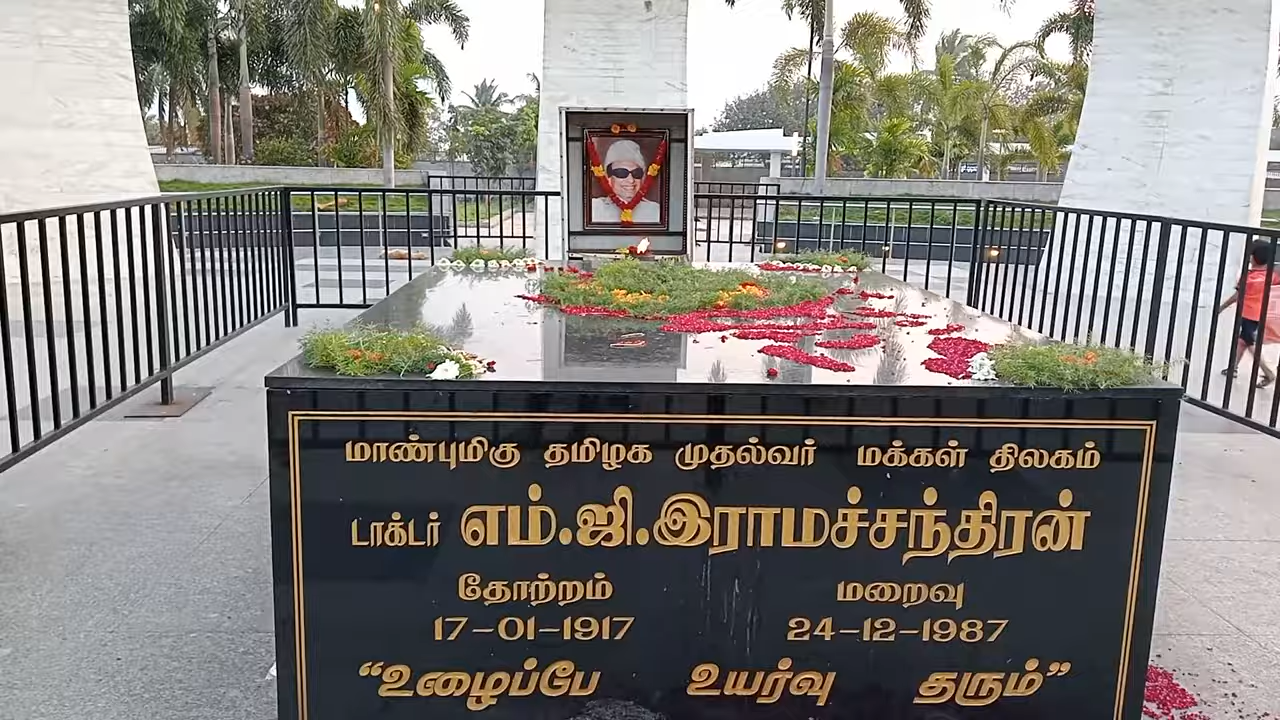 மாண்புமிகு தமிழக முதல்வர் மக்கள் திலகம்
டாக்டர் எம்.ஜி.இராமச்சந்திரன்
தோற்றம் மறைவு
17-01-1917 24-12-1987
“உழைப்பே உயர்வு தரும்”